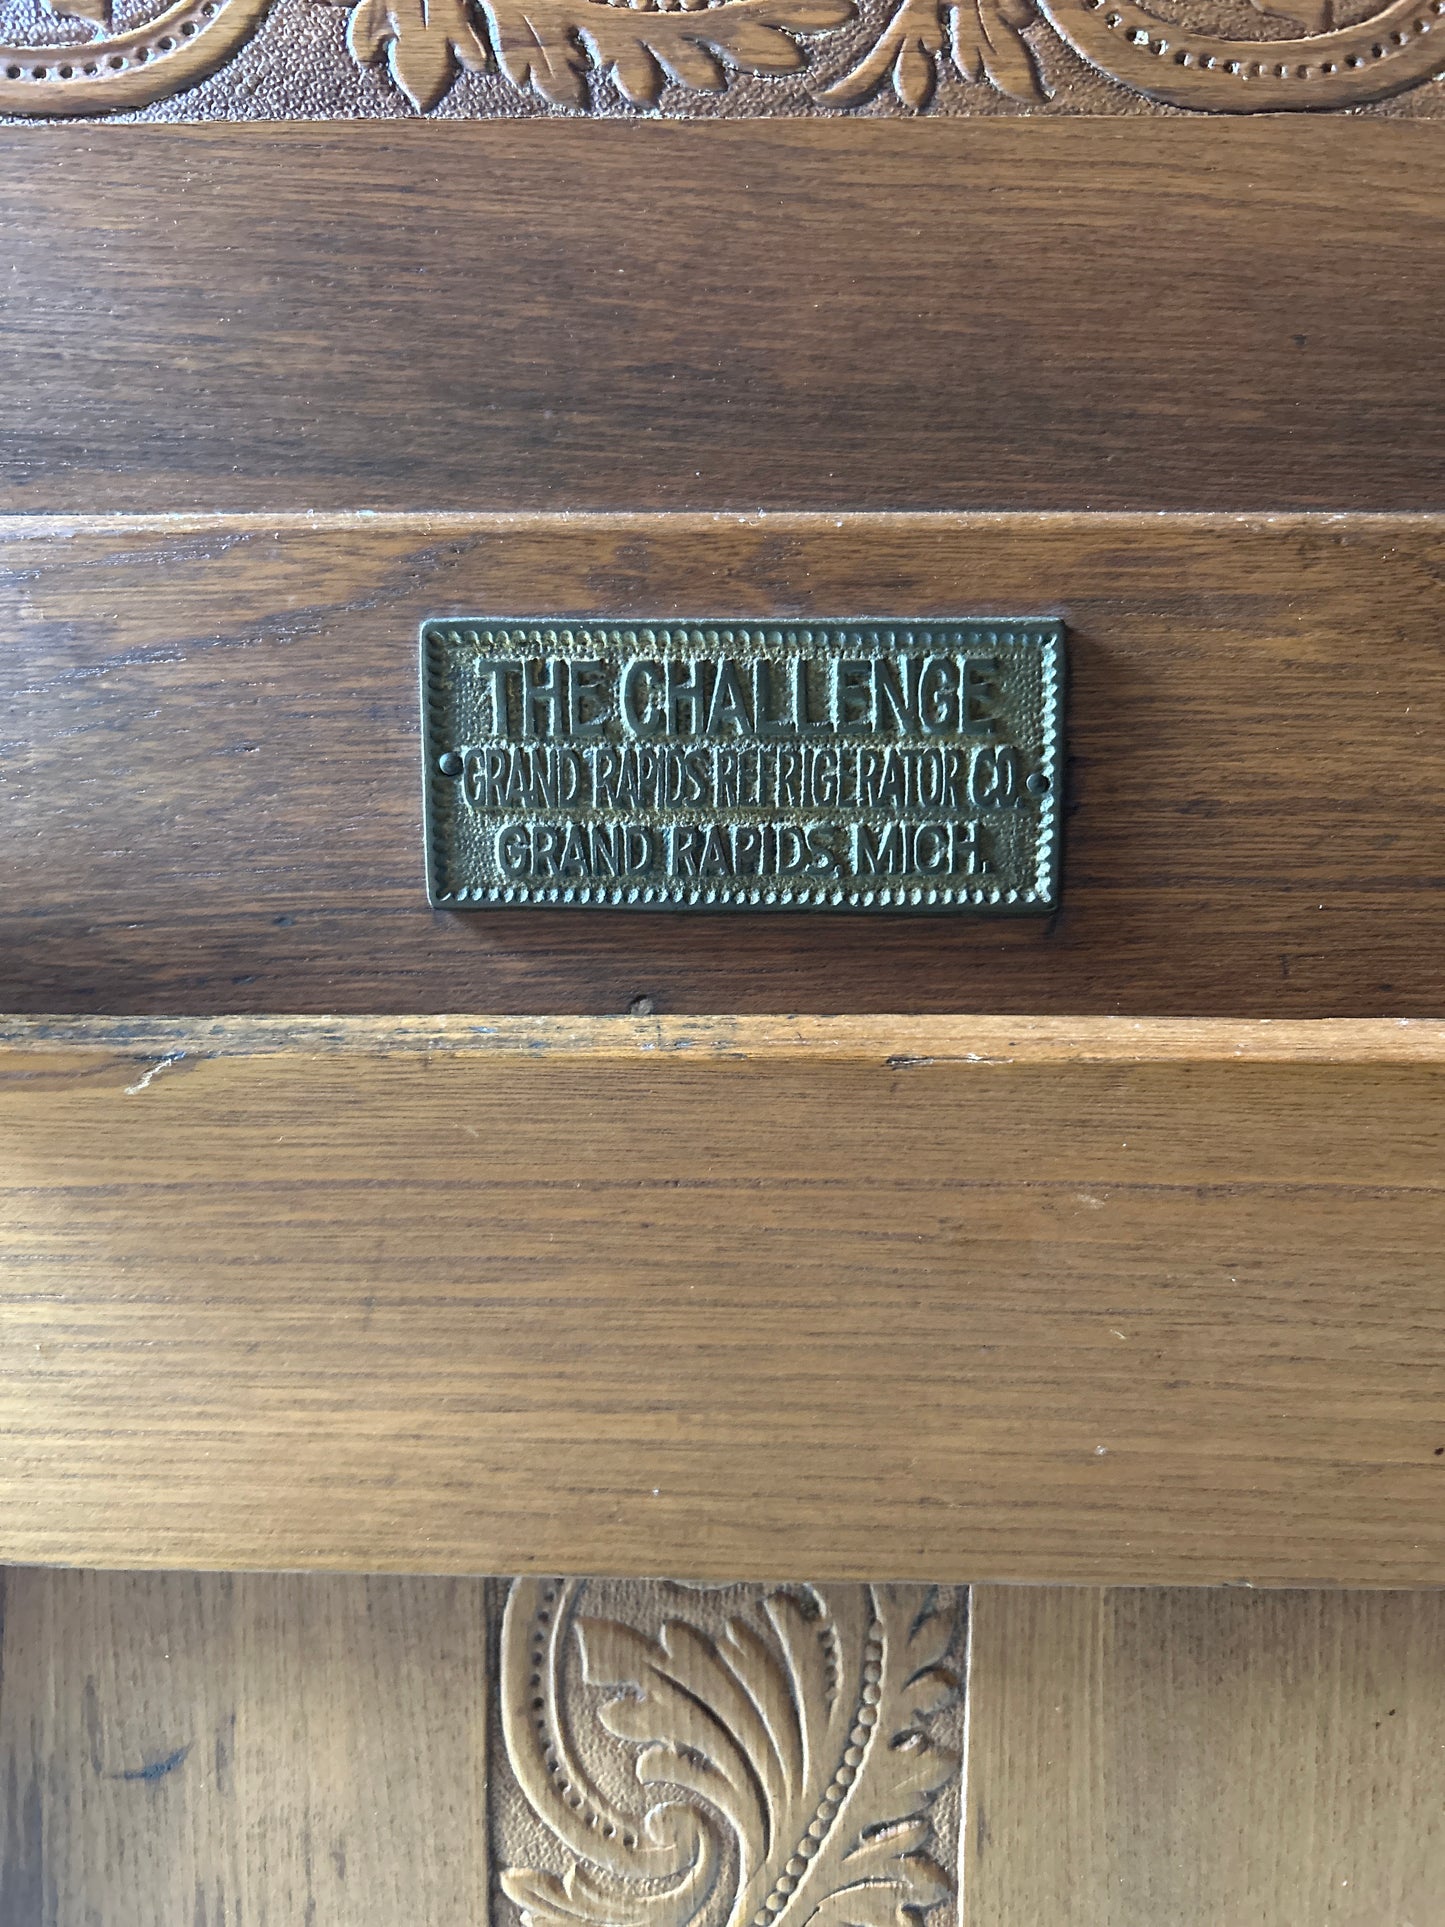 THE CHALLENGE
GRAND RAPIDS REFRIGERATOR CO.
GRAND RAPIDS, MICH.